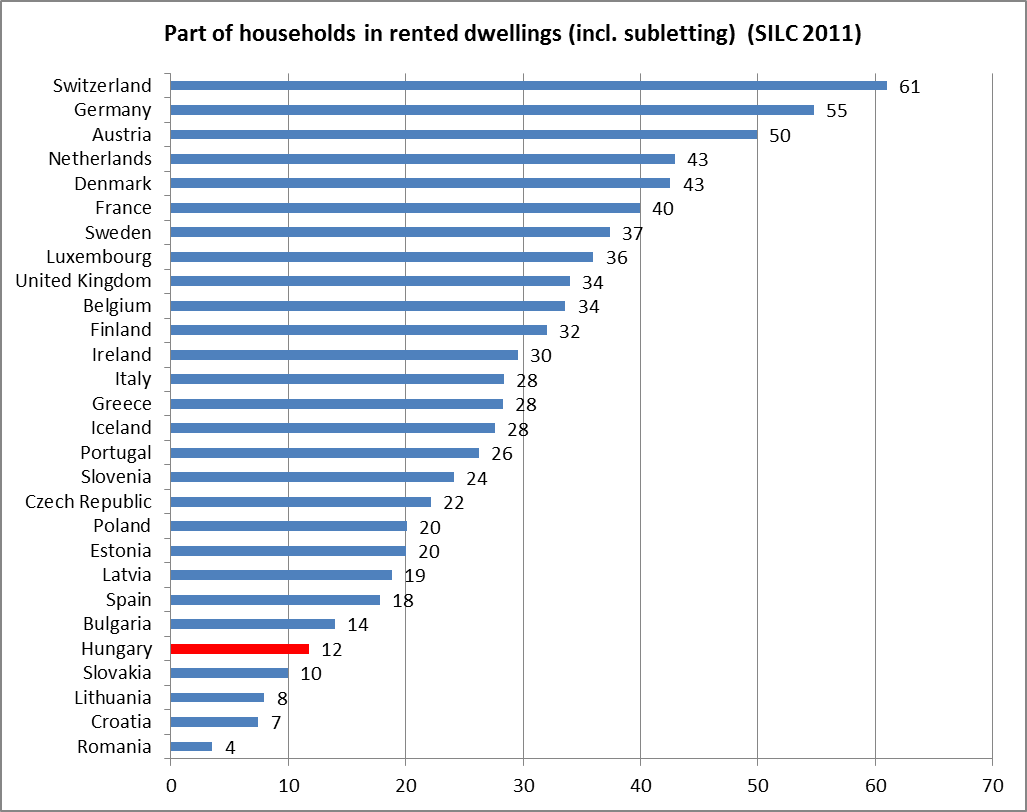 Part of households in rented dwellings (incl. subletting)  (SILC 2011)
Switzerland 61
Germany 55
Austria 50
Netherlands 43
Denmark 43
France 40
Sweden 37
Luxembourg 36
United Kingdom 34
Belgium 34
Finland 32
Ireland 30
Italy 28
Greece 28
Iceland 28
Portugal 26
Slovenia 24
Czech Republic 22
Poland 20
Estonia 20
Latvia 19
Spain 18
Bulgaria 14
Hungary 12
Slovakia 10
Lithuania 8
Croatia 7
Romania 4
0 10 20 30 40 50 60 70